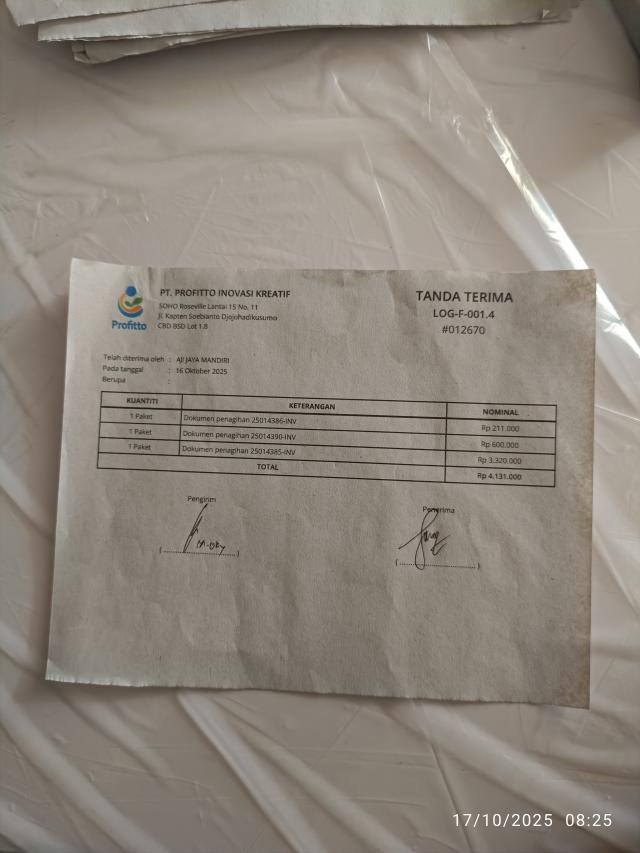 PT. PROFITTO INOVASI KREATIF
SOHO Roseville Lantai 15 No. 11
Jl. Kapten Soebianto Djojohadikusumo
CBD BSD Lot 1.8
Profitto
TANDA TERIMA
LOG-F-001.4
#012670
Telah diterima oleh : AJI JAYA MANDIRI
Pada tanggal : 16 Oktober 2025
Berupa :
KUANTITI KETERANGAN NOMINAL
1 Paket Dokumen penagihan 25014386-INV Rp 211.000
1 Paket Dokumen penagihan 25014390-INV Rp 600.000
1 Paket Dokumen penagihan 25014385-INV Rp 3.320.000
TOTAL Rp 4.131.000
Pengirim Penerima
17/10/2025 08:25